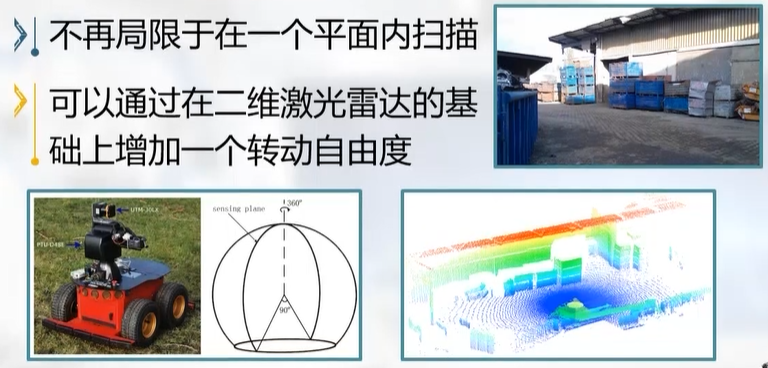 不再局限于在一个平面内扫描
可以通过在二维激光雷达的基
础上增加一个转动自由度
UTM-30LX
PTU-D48E
sensing plane
360°
90°